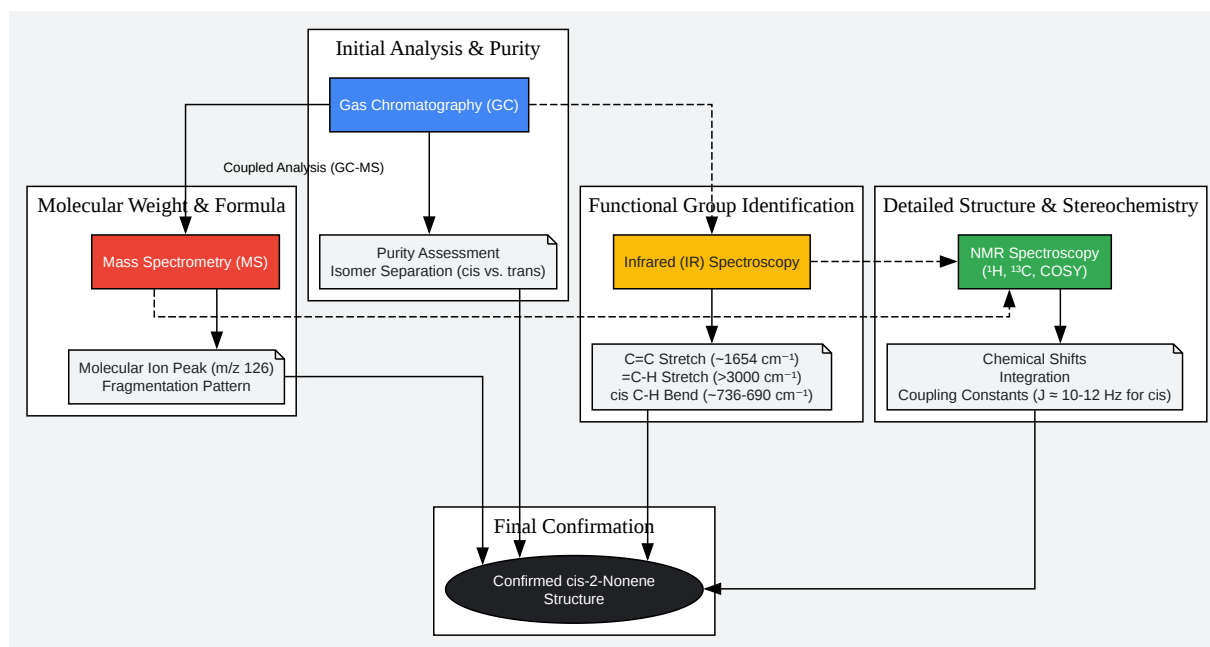 Initial Analysis & Purity
Gas Chromatography (GC)
Coupled Analysis (GC-MS)
Purity Assessment
Isomer Separation (cis vs. trans)
Molecular Weight & Formula
Mass Spectrometry (MS)
Molecular Ion Peak (m/z 126)
Fragmentation Pattern
Functional Group Identification
Infrared (IR) Spectroscopy
C=C Stretch (~1654 cm⁻¹)
=C-H Stretch (>3000 cm⁻¹)
cis C-H Bend (~736-690 cm⁻¹)
Detailed Structure & Stereochemistry
NMR Spectroscopy
(¹H, ¹³C, COSY)
Chemical Shifts
Integration
Coupling Constants (J ≈ 10-12 Hz for cis)
Final Confirmation
Confirmed cis-2-Nonene
Structure